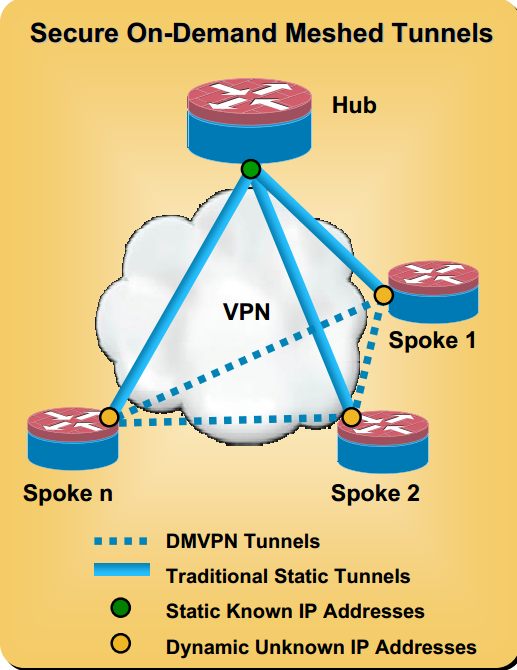 Secure On-Demand Meshed Tunnels
Hub
VPN
Spoke 1
Spoke n
Spoke 2
DMVPN Tunnels
Traditional Static Tunnels
Static Known IP Addresses
Dynamic Unknown IP Addresses